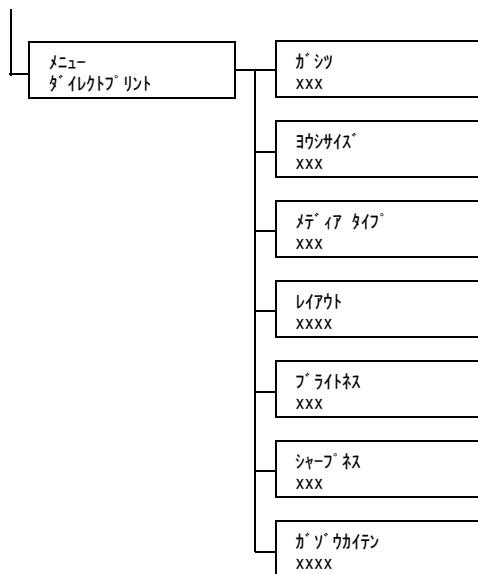 ﾒﾆｭｰ
ﾀﾞｲﾚｸﾄﾌﾟﾘﾝﾄ
ｶﾞｼﾂ
xxx
ﾖｳｼｻｲｽﾞ
xxx
ﾒﾃﾞｨｱ ﾀｲﾌﾟ
xxx
ﾚｲｱｳﾄ
xxxx
ﾌﾞﾗｲﾄﾈｽ
xxx
ｼｬｰﾌﾟﾈｽ
xxx
ｶﾞｿﾞｳｶｲﾃﾝ
xxxx